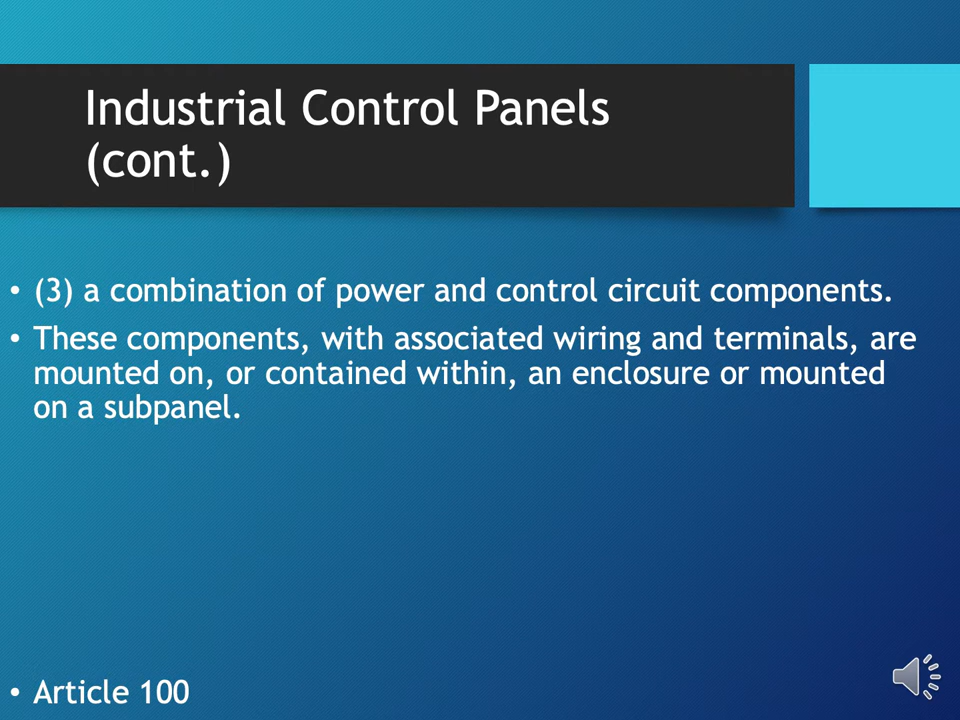 Industrial Control Panels
(cont.)
• (3) a combination of power and control circuit components.
• These components, with associated wiring and terminals, are
mounted on, or contained within, an enclosure or mounted
on a subpanel.
• Article 100